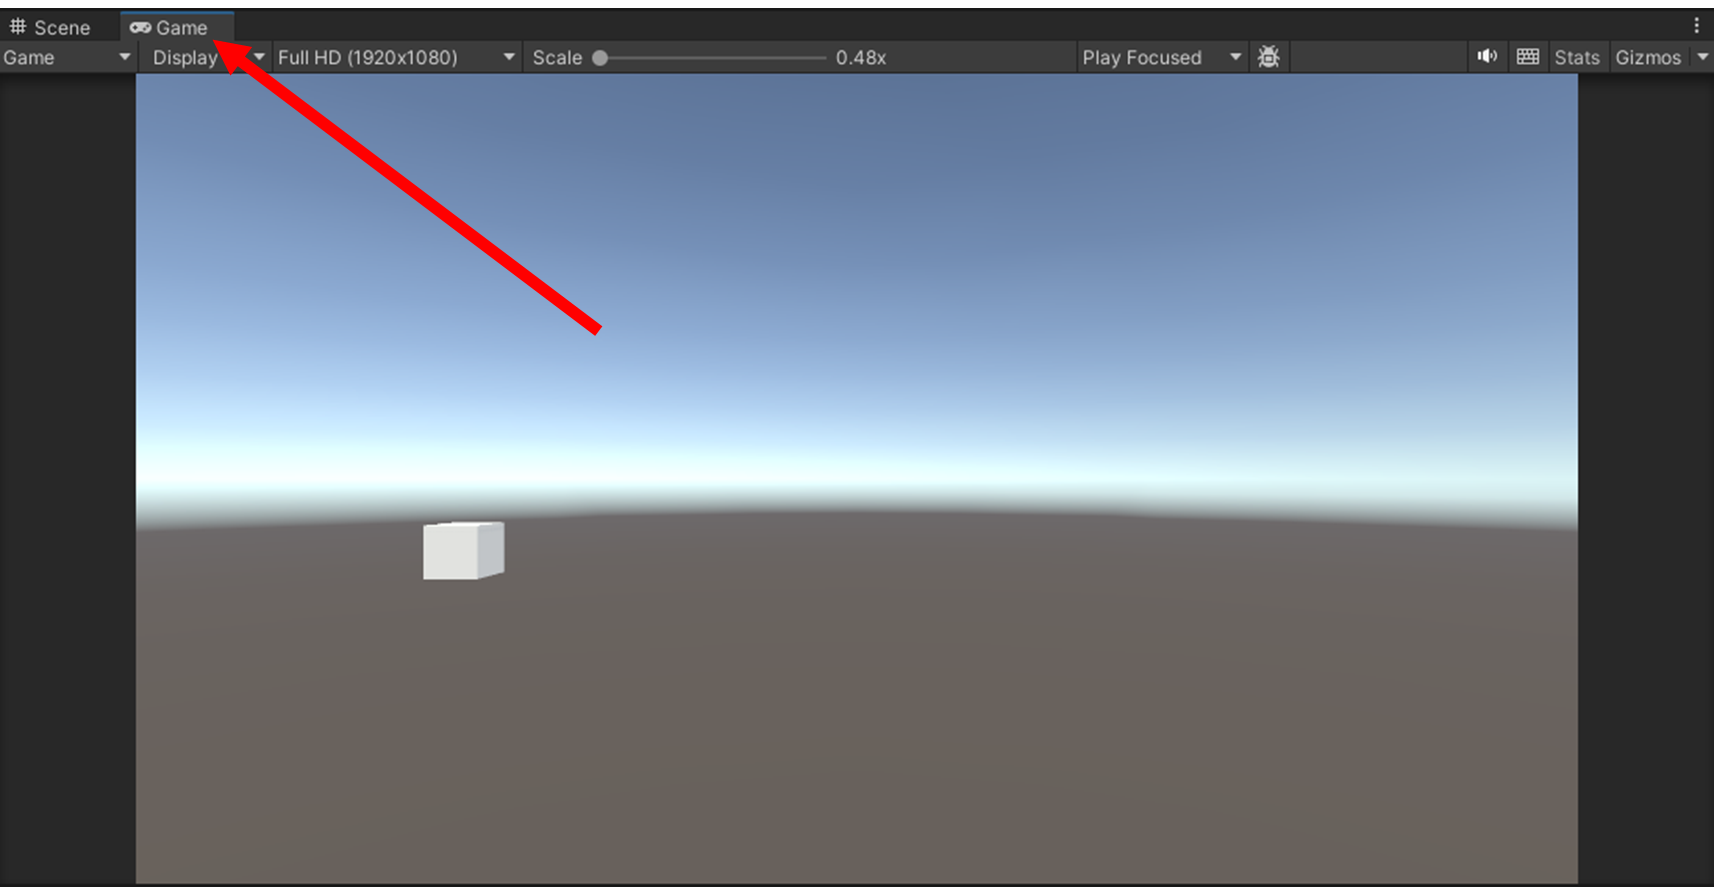 Scene Game
Game Display Full HD (1920x1080) Scale 0.48x Play Focused Stats Gizmos